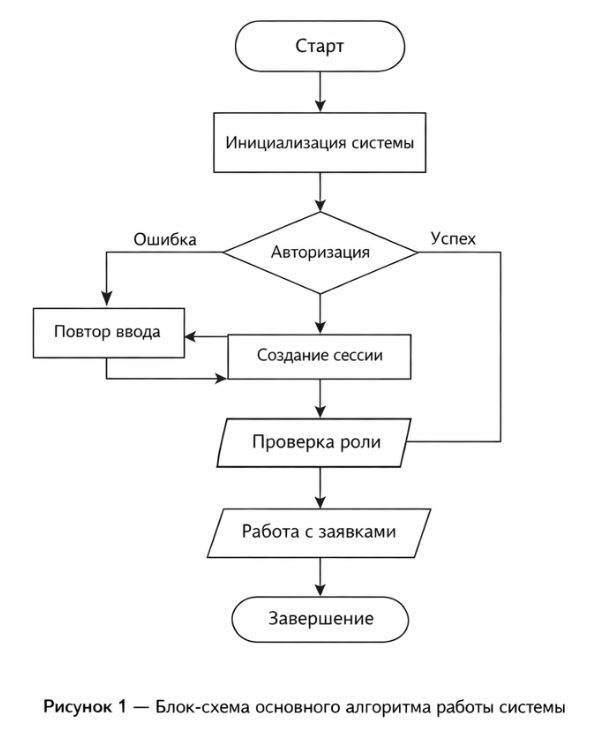 Старт
Инициализация системы
Авторизация
Ошибка
Успех
Повтор ввода
Создание сессии
Проверка роли
Работа с заявками
Завершение
Рисунок 1 — Блок-схема основного алгоритма работы системы